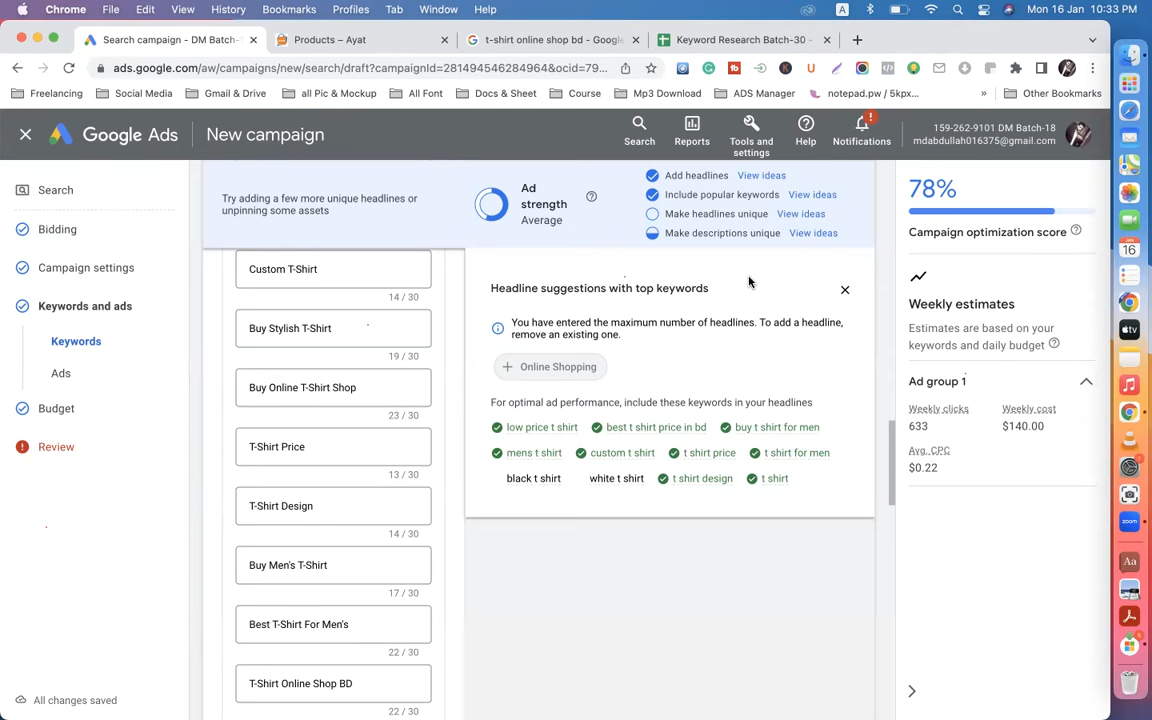 Chrome File Edit View History Bookmarks Profiles Tab Window Help
A Mon 16 Jan 10:33 PM
Search campaign - DM Batch-1
Products – Ayat
t-shirt online shop bd - Google
Keyword Research Batch-30 -
ads.google.com/aw/campaigns/new/search/draft?campaignId=281494546284964&ocid=79...
Freelancing
Social Media
Gmail & Drive
all Pic & Mockup
All Font
Docs & Sheet
Course
Mp3 Download
ADS Manager
notepad.pw / 5kpx...
»
Other Bookmarks
Google Ads
New campaign
Search
Reports
Tools and settings
Help
Notifications
159-262-9101 DM Batch-18
mdabdullah016375@gmail.com
Search
Bidding
Campaign settings
Keywords and ads
Keywords
Ads
Budget
Review
All changes saved
Try adding a few more unique headlines or
unpinning some assets
Ad
strength
Average
Add headlines View ideas
Include popular keywords View ideas
Make headlines unique View ideas
Make descriptions unique View ideas
Custom T-Shirt
14 / 30
Buy Stylish T-Shirt
19 / 30
Buy Online T-Shirt Shop
23 / 30
T-Shirt Price
13 / 30
T-Shirt Design
14 / 30
Buy Men's T-Shirt
17 / 30
Best T-Shirt For Men's
22 / 30
T-Shirt Online Shop BD
22 / 30
Headline suggestions with top keywords
You have entered the maximum number of headlines. To add a headline,
remove an existing one.
+ Online Shopping
For optimal ad performance, include these keywords in your headlines
low price t shirt best t shirt price in bd buy t shirt for men
mens t shirt custom t shirt t shirt price t shirt for men
black t shirt white t shirt t shirt design t shirt
78%
Campaign optimization score
Weekly estimates
Estimates are based on your
keywords and daily budget
Ad group 1
Weekly clicks Weekly cost
633 $140.00
Avg. CPC
$0.22
JAN
16
tv
zoom
Aa